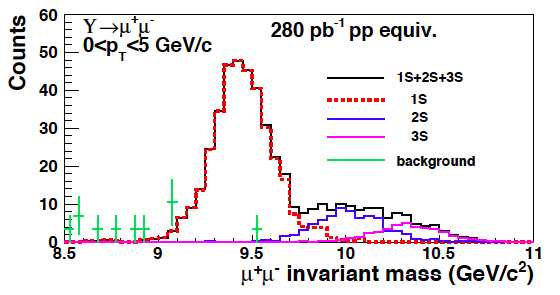 Υ→μ⁺μ⁻
0<p_T<5 GeV/c
280 pb⁻¹ pp equiv.
Counts
60
50
40
30
20
10
0
1S+2S+3S
1S
2S
3S
background
8.5
9
9.5
10
10.5
11
μ⁺μ⁻ invariant mass (GeV/c²)